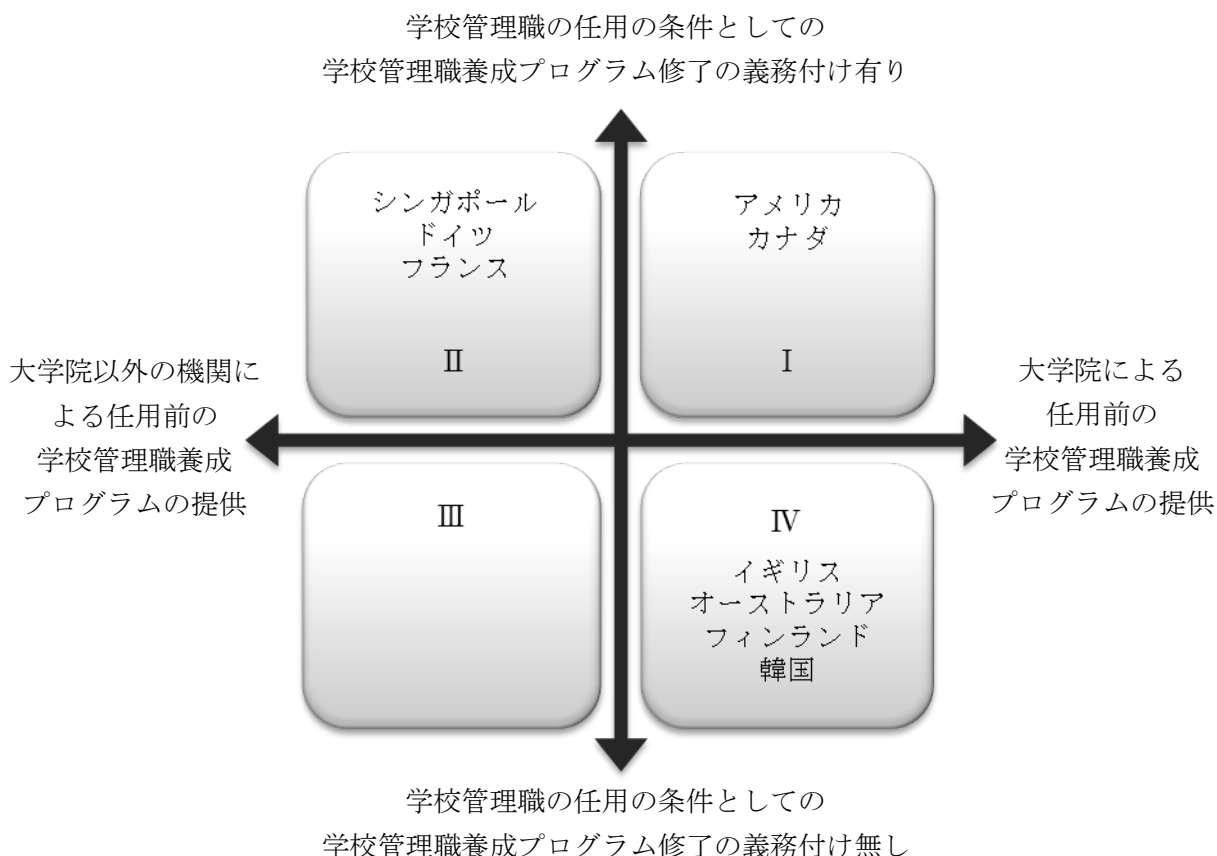 学校管理職の任用の条件としての
学校管理職養成プログラム修了の義務付け有り
シンガポール
ドイツ
フランス
Ⅱ
アメリカ
カナダ
Ⅰ
大学院以外の機関に
よる任用前の
学校管理職養成
プログラムの提供
大学院による
任用前の
学校管理職養成
プログラムの提供
Ⅲ
Ⅳ
イギリス
オーストラリア
フィンランド
韓国
学校管理職の任用の条件としての
学校管理職養成プログラム修了の義務付け無し